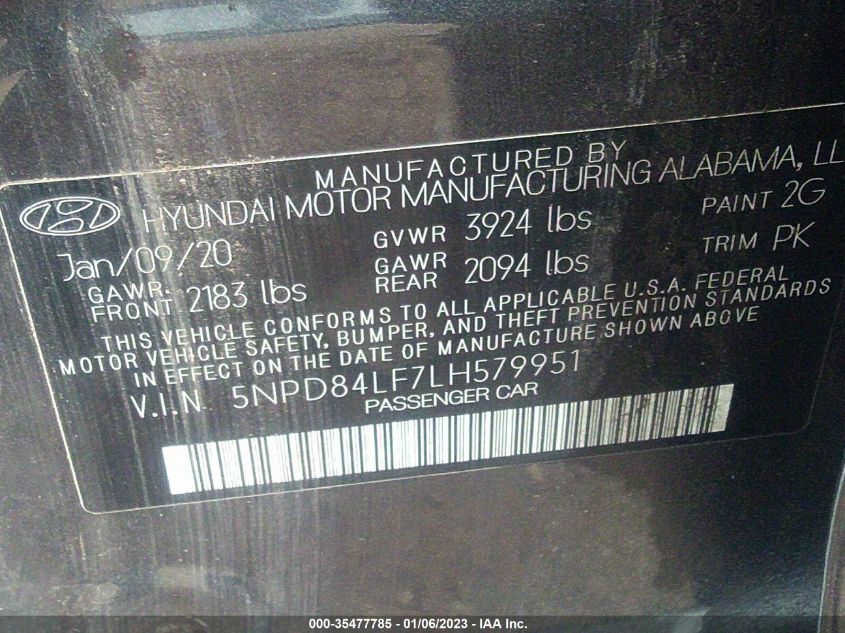 MANUFACTURED BY
HYUNDAI MOTOR MANUFACTURING ALABAMA, LL
Jan/09/20 GVWR 3924 lbs PAINT 2G
GAWR FRONT 2183 lbs GAWR REAR 2094 lbs TRIM PK
THIS VEHICLE CONFORMS TO ALL APPLICABLE U.S.A. FEDERAL
MOTOR VEHICLE SAFETY, BUMPER, AND THEFT PREVENTION STANDARDS
IN EFFECT ON THE DATE OF MANUFACTURE SHOWN ABOVE
V.I.N 5NPD84LF7LH579951
PASSENGER CAR
000-35477785 - 01/06/2023 - IAA Inc.